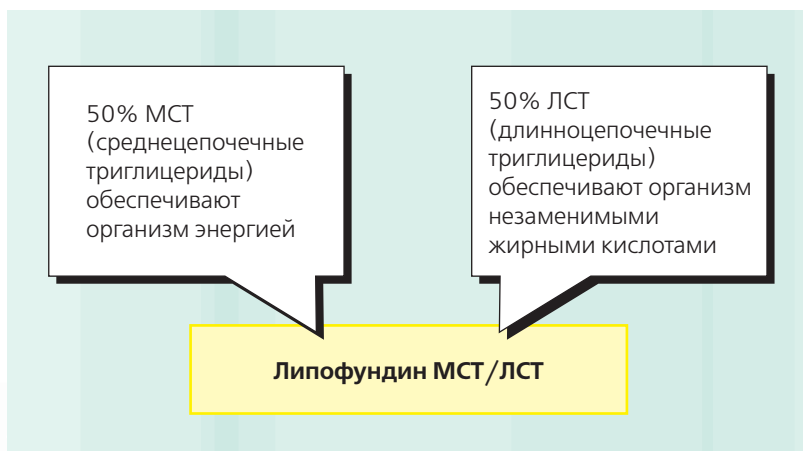 50% МСТ
(среднецепочечные
триглицериды)
обеспечивают
организм энергией
50% ЛСТ
(длинноцепочечные
триглицериды)
обеспечивают организм
незаменимыми
жирными кислотами
Липофундин МСТ/ЛСТ